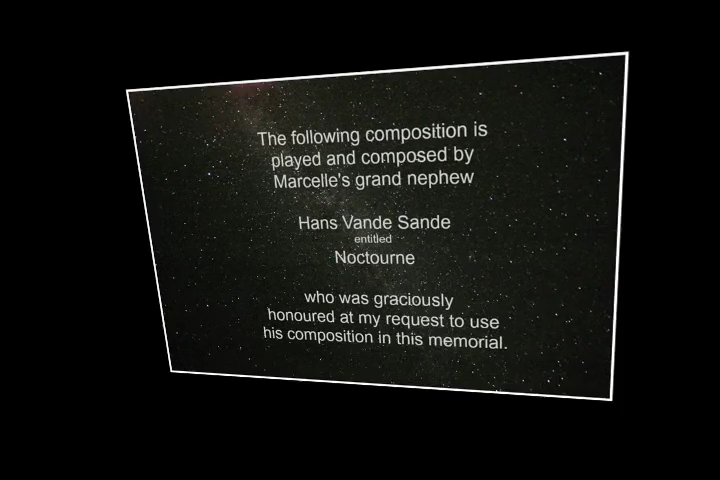 The following composition is
played and composed by
Marcelle's grand nephew
Hans Vande Sande
entitled
Noctourne
who was graciously
honoured at my request to use
his composition in this memorial.